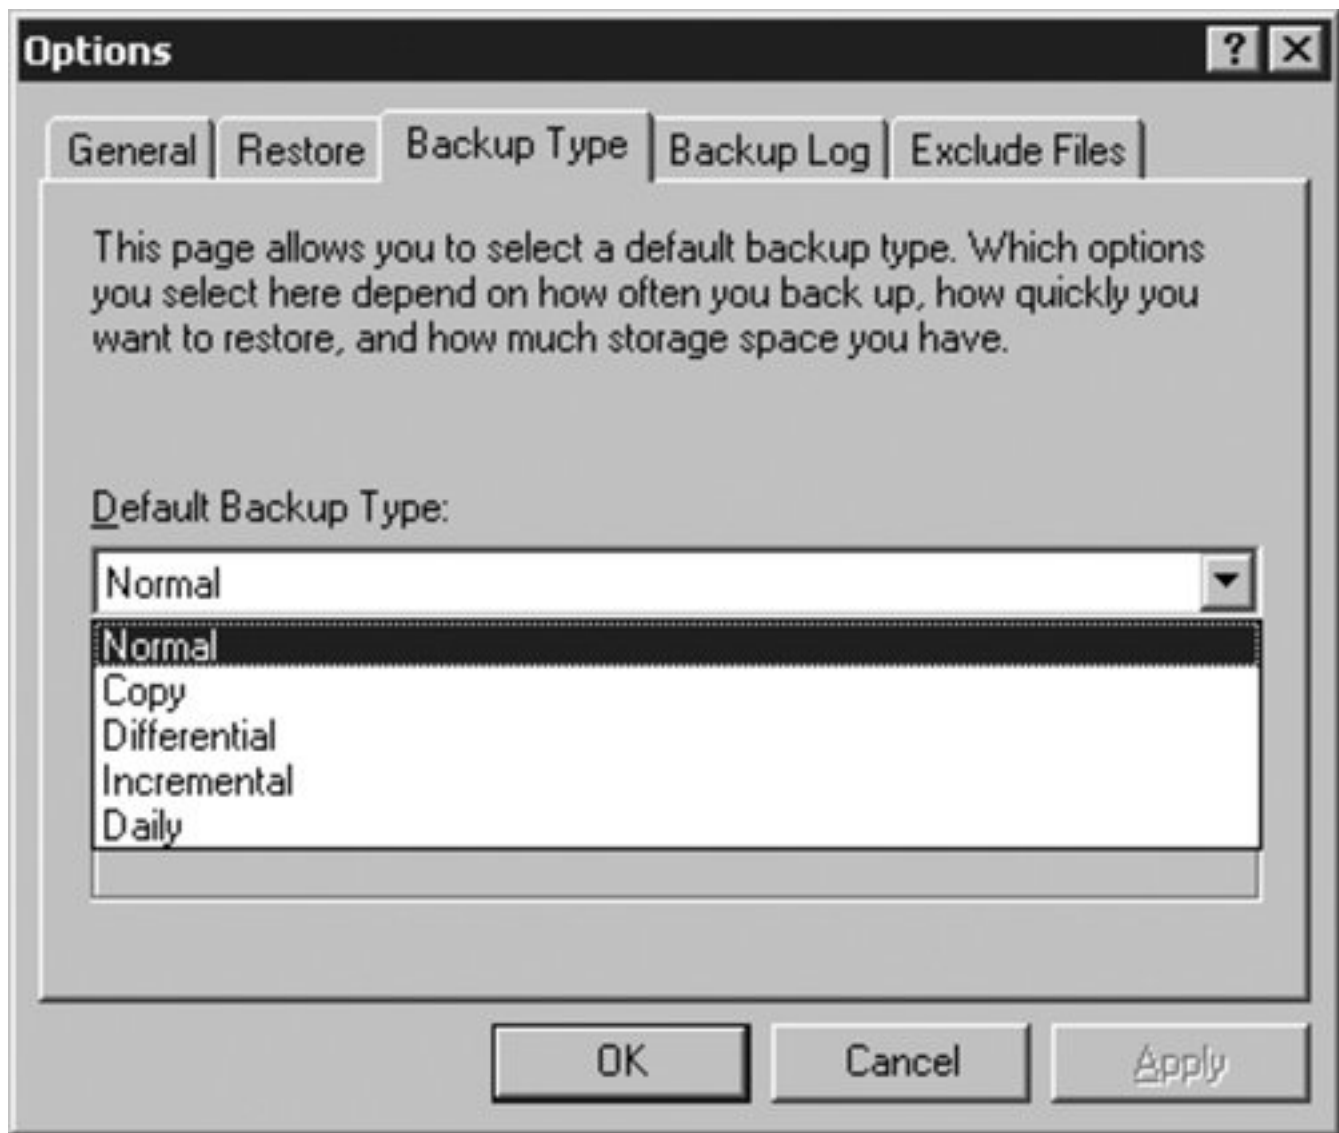 Options
?
General Restore Backup Type Backup Log Exclude Files
This page allows you to select a default backup type. Which options
you select here depend on how often you back up, how quickly you
want to restore, and how much storage space you have.
Default Backup Type:
Normal
Normal
Copy
Differential
Incremental
Daily
OK Cancel Apply